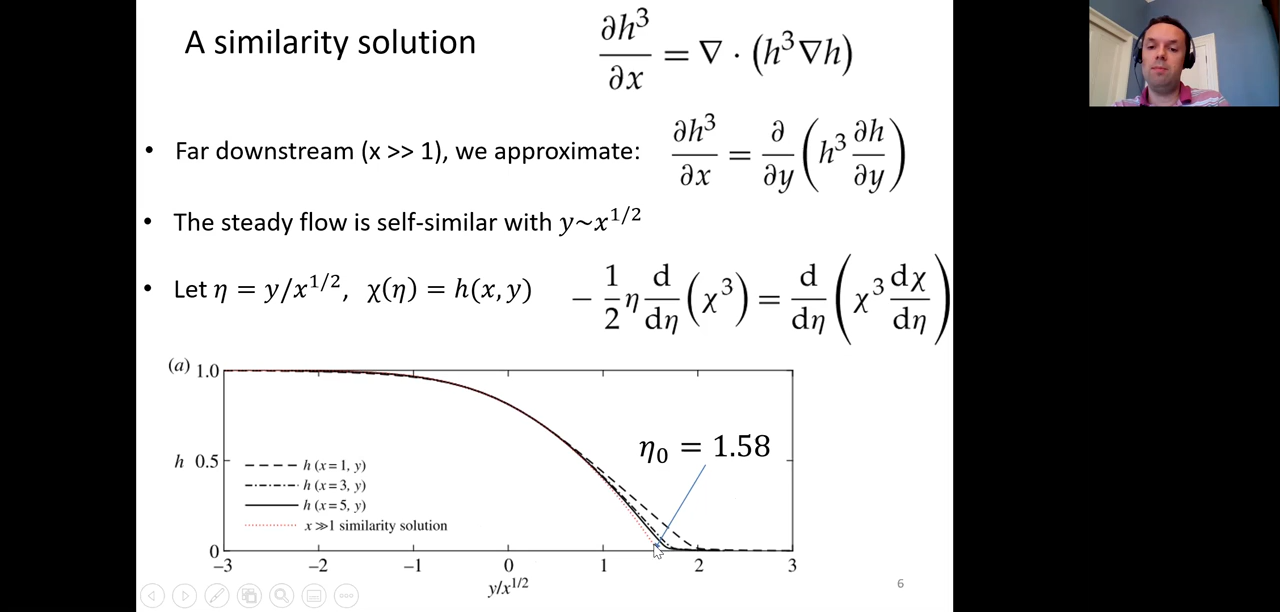 A similarity solution
∂h³/∂x = ∇ · (h³∇h)
• Far downstream (x >> 1), we approximate: ∂h³/∂x = ∂/∂y (h³ ∂h/∂y)
• The steady flow is self-similar with y~x^{1/2}
• Let η = y/x^{1/2}, χ(η) = h(x, y) − 1/2 η d/dη (χ³) = d/dη (χ³ dχ/dη)
(a)
1.0
η₀ = 1.58
h 0.5
h (x = 1, y)
h (x = 3, y)
h (x = 5, y)
x ≫ 1 similarity solution
0
−3 −2 −1 0 1 2 3
y/x^{1/2}
6